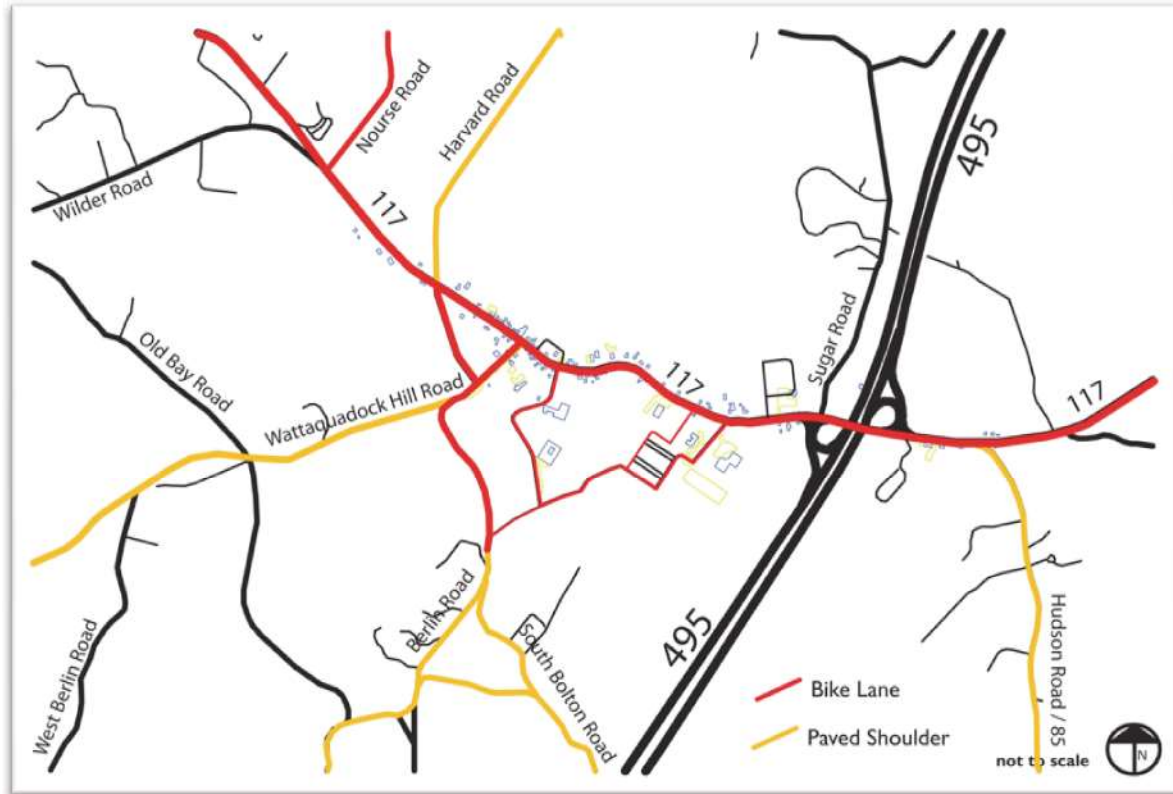 Nourse Road
Harvard Road
495
Wilder Road
117
Old Bay Road
Sugar Road
117
Wattaquadock Hill Road
117
Berlin Road
West Berlin Road
South Bolton Road
495
Hudson Road / 85
Bike Lane
Paved Shoulder
not to scale
N